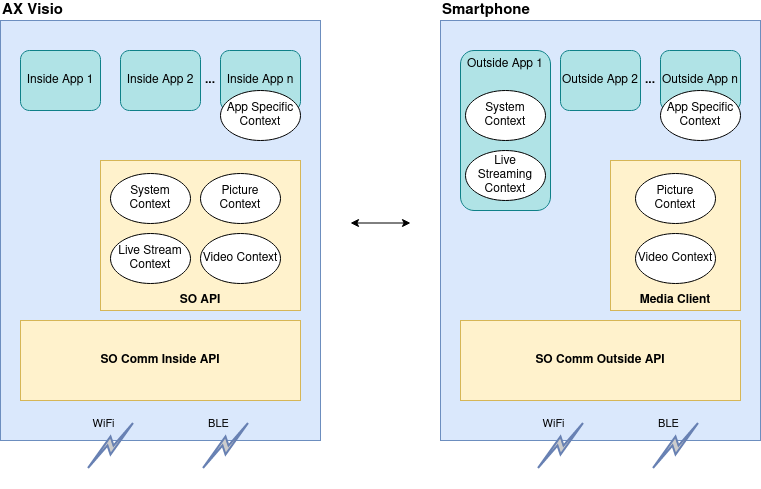 AX Visio
Smartphone
Inside App 1
Inside App 2
...
Inside App n
App Specific
Context
System
Context
Picture
Context
Live Stream
Context
Video Context
SO API
SO Comm Inside API
WiFi
BLE
Outside App 1
System
Context
Live
Streaming
Context
Outside App 2
...
Outside App n
App Specific
Context
Picture
Context
Video Context
Media Client
SO Comm Outside API
WiFi
BLE